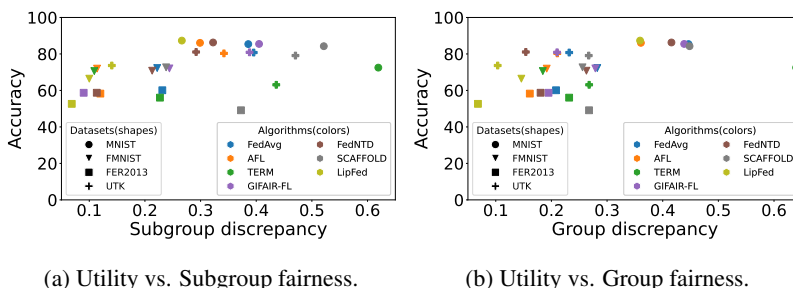 100
80
60
40
20
0
Accuracy
Datasets(shapes)
MNIST
FMNIST
FER2013
UTK
Algorithms(colors)
FedAvg
AFL
TERM
GIFAIR-FL
FedNTD
SCAFFOLD
LipFed
0.1 0.2 0.3 0.4 0.5 0.6
Subgroup discrepancy
(a) Utility vs. Subgroup fairness.
100
80
60
40
20
0
Accuracy
Datasets(shapes)
MNIST
FMNIST
FER2013
UTK
Algorithms(colors)
FedAvg
AFL
TERM
GIFAIR-FL
FedNTD
SCAFFOLD
LipFed
0.1 0.2 0.3 0.4 0.5 0.6
Group discrepancy
(b) Utility vs. Group fairness.